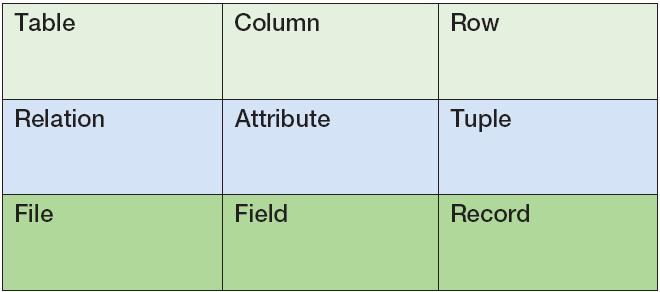 Table Column Row
Relation Attribute Tuple
File Field Record